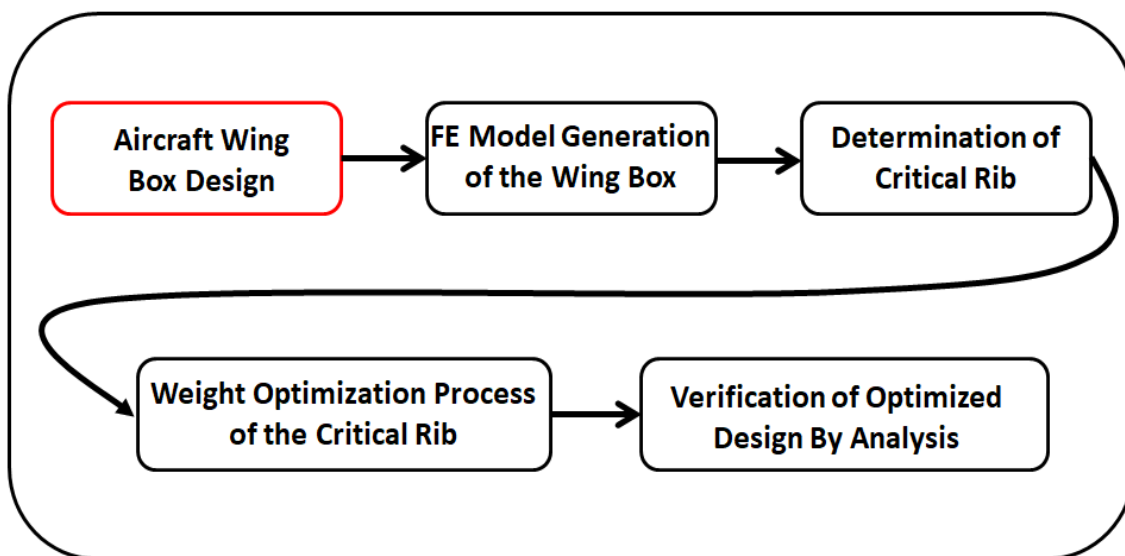 Aircraft Wing
Box Design
FE Model Generation
of the Wing Box
Determination of
Critical Rib
Weight Optimization Process
of the Critical Rib
Verification of Optimized
Design By Analysis